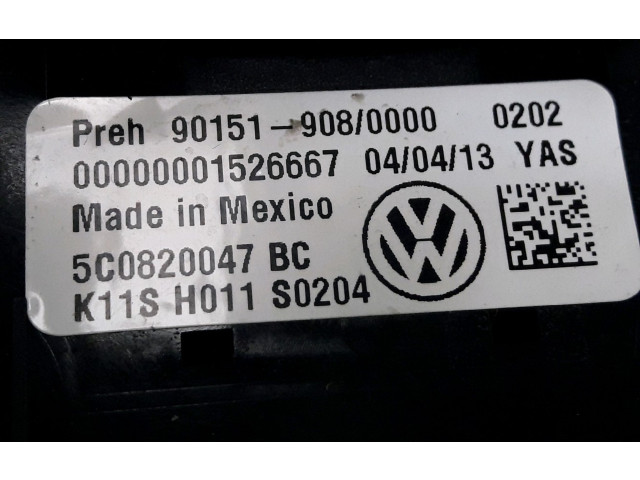 Preh 90151-908/0000 0202
00000001526667 04/04/13 YAS
Made in Mexico
5C0820047 BC
K11S H011 S0204